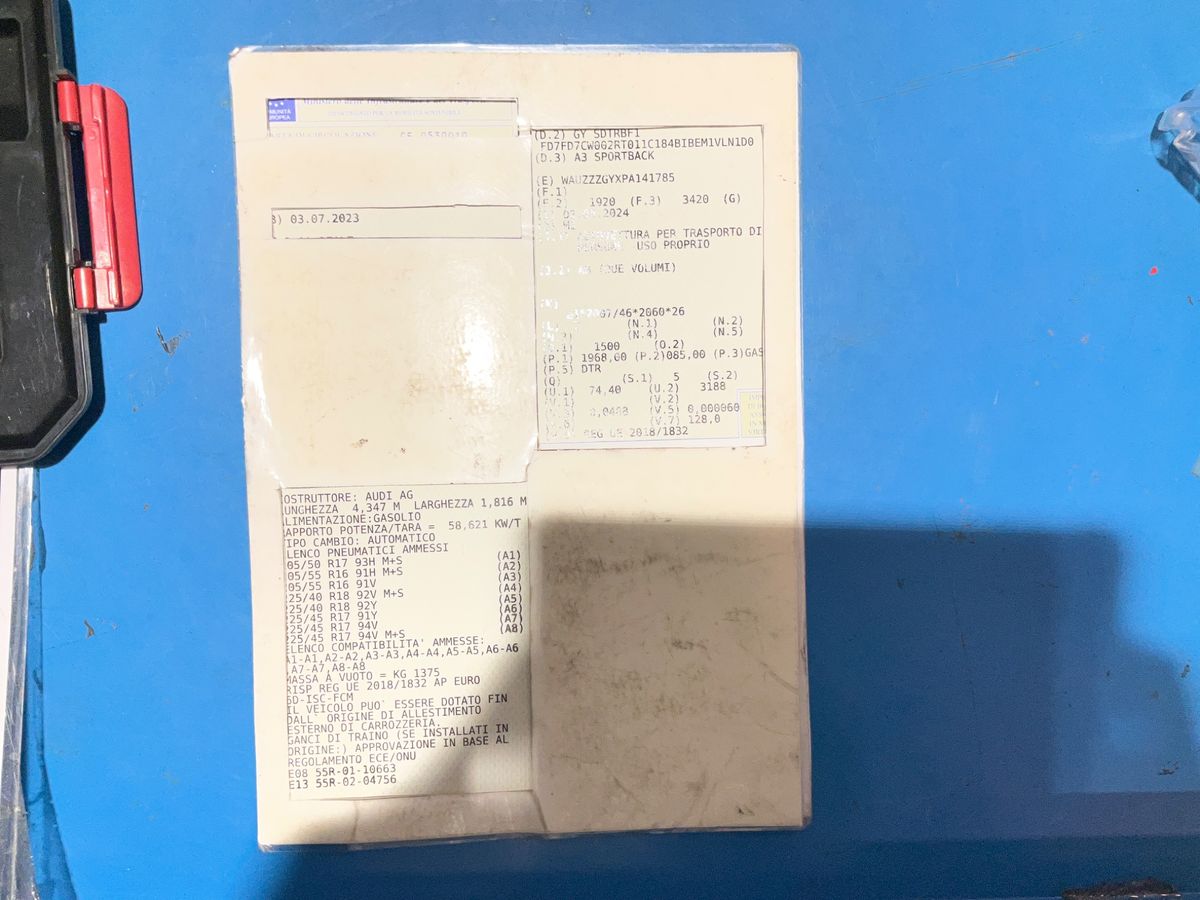 MUNITÀ
ROPEA
03.07.2023
(D.2) GY SDTRBF1
FD7FD7CW002RT011C184BIBEM1VLN1D0
(D.3) A3 SPORTBACK
(E) WAUZZZGYXPA141785
(F.1)
1920 (F.3) 3420 (G)
2024
PER TRASPORTO DI
USO PROPRIO
(DUE VOLUMI)
/46*2060*26
(N.1) (N.2)
(N.4) (N.5)
1500 (O.2)
(P.1) 1968,00 (P.2)085,00 (P.3)GAS
(P.5) DTR
(Q) (S.1) 5 (S.2)
(U.1) 74,40 (U.2) 3188
(V.1) (V.2)
(V.5) 0,000060
(V.7) 128,0
REG UE 2018/1832
OSTRUTTORE: AUDI AG
UNGHEZZA 4,347 M LARGHEZZA 1,816 M
LIMENTAZIONE:GASOLIO
APPORTO POTENZA/TARA = 58,621 KW/T
IPO CAMBIO: AUTOMATICO
LENCO PNEUMATICI AMMESSI
05/50 R17 93H M+S (A1)
05/55 R16 91H M+S (A2)
05/55 R16 91V (A3)
25/40 R18 92V M+S (A4)
25/40 R18 92Y (A5)
25/45 R17 91Y (A6)
25/45 R17 94V (A7)
25/45 R17 94V M+S (A8)
ELENCO COMPATIBILITA' AMMESSE:
A1-A1,A2-A2,A3-A3,A4-A4,A5-A5,A6-A6
,A7-A7,A8-A8
MASSA A VUOTO = KG 1375
RISP REG UE 2018/1832 AP EURO
6D-ISC-FCM
IL VEICOLO PUO` ESSERE DOTATO FIN
DALL` ORIGINE DI ALLESTIMENTO
ESTERNO DI CARROZZERIA.
GANCI DI TRAINO (SE INSTALLATI IN
ORIGINE:) APPROVAZIONE IN BASE AL
REGOLAMENTO ECE/ONU
E08 55R-01-10663
E13 55R-02-04756